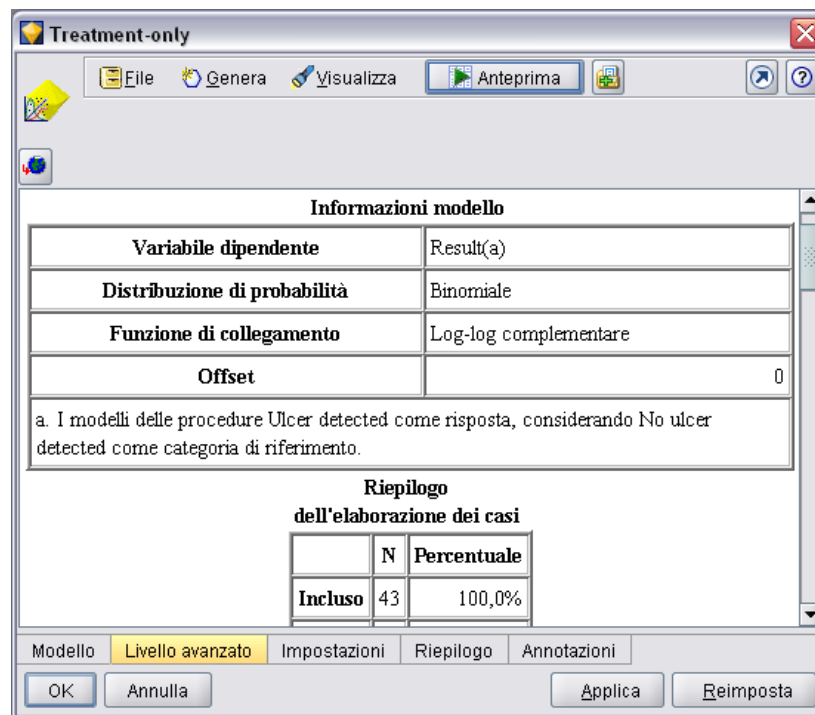 Treatment-only
File Genera Visualizza Anteprima
Informazioni modello
Variabile dipendente Result(a)
Distribuzione di probabilità Binomiale
Funzione di collegamento Log-log complementare
Offset 0
a. I modelli delle procedure Ulcer detected come risposta, considerando No ulcer
detected come categoria di riferimento.
Riepilogo
dell'elaborazione dei casi
N Percentuale
Incluso 43 100,0%
Modello Livello avanzato Impostazioni Riepilogo Annotazioni
OK Annulla Applica Reimposta